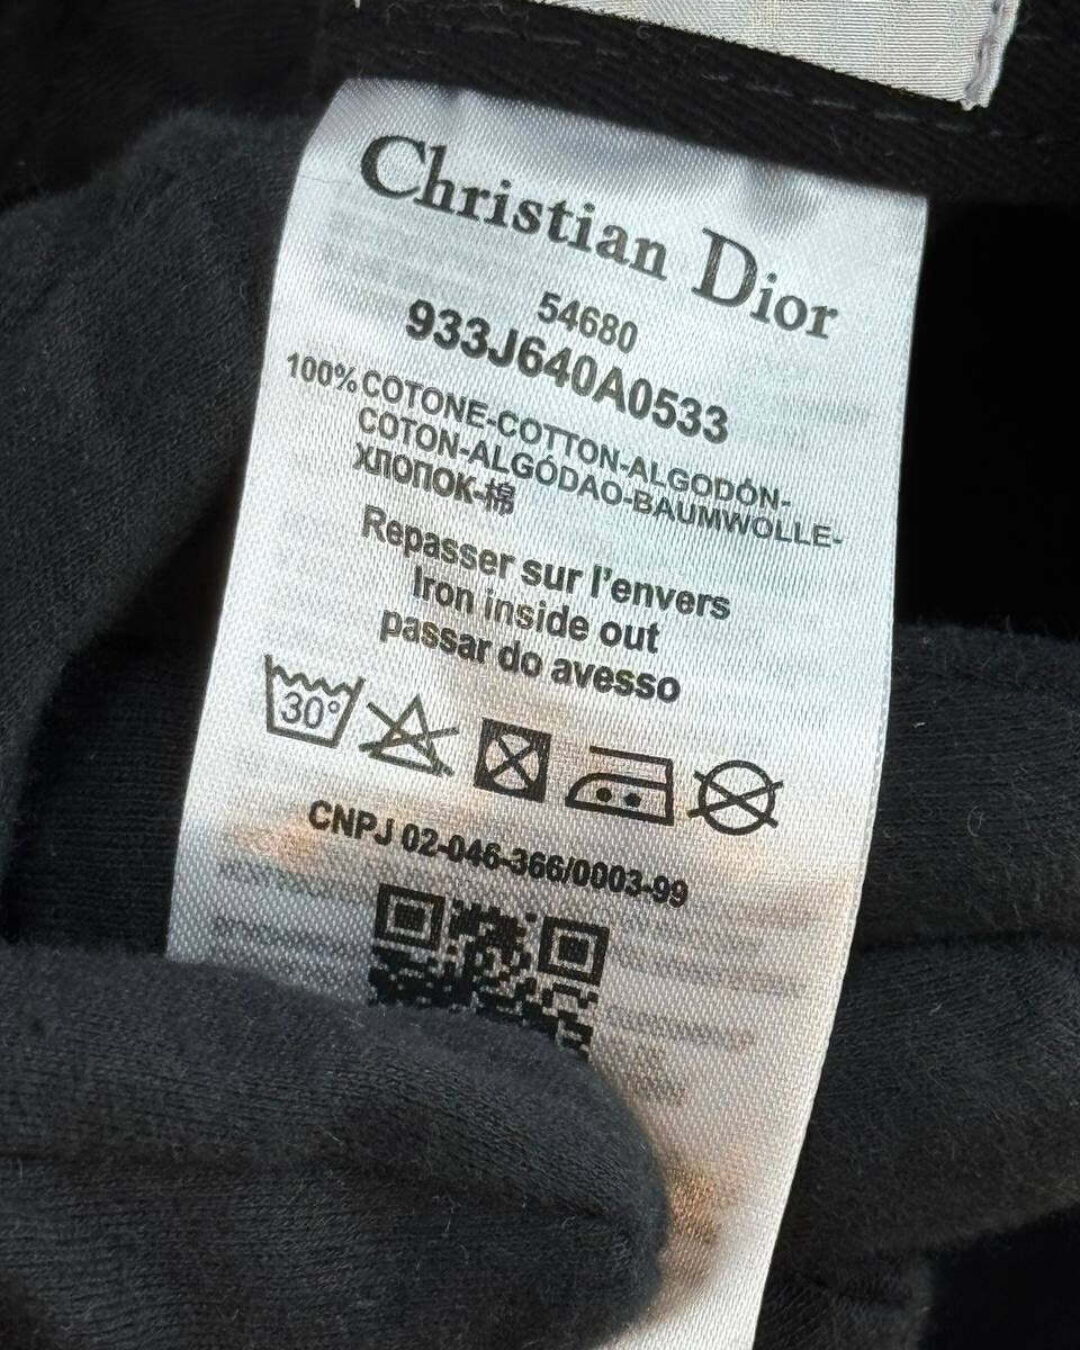 Christian Dior
54680
933J640A0533
100% COTONE-COTTON-ALGODÓN-
COTON-ALGÓDAO-BAUMWOLLE-
ХЛОПОК-棉
Repasser sur l'envers
Iron inside out
passar do avesso
30°
CNPJ 02-046-366/0003-99